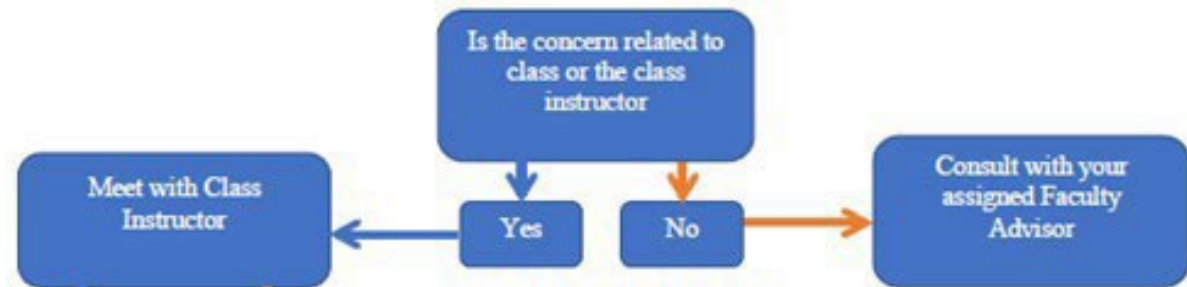 Is the concern related to
class or the class
instructor
Meet with Class
Instructor
Yes
No
Consult with your
assigned Faculty
Advisor